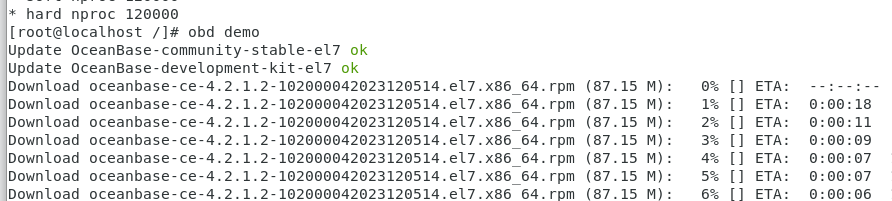 * hard nproc 120000
[root@localhost /]# obd demo
Update OceanBase-community-stable-el7 ok
Update OceanBase-development-kit-el7 ok
Download oceanbase-ce-4.2.1.2-102000042023120514.el7.x86_64.rpm (87.15 M):   0% [] ETA:  --:--:--
Download oceanbase-ce-4.2.1.2-102000042023120514.el7.x86_64.rpm (87.15 M):   1% [] ETA:  0:00:18
Download oceanbase-ce-4.2.1.2-102000042023120514.el7.x86_64.rpm (87.15 M):   2% [] ETA:  0:00:11
Download oceanbase-ce-4.2.1.2-102000042023120514.el7.x86_64.rpm (87.15 M):   3% [] ETA:  0:00:09
Download oceanbase-ce-4.2.1.2-102000042023120514.el7.x86_64.rpm (87.15 M):   4% [] ETA:  0:00:07
Download oceanbase-ce-4.2.1.2-102000042023120514.el7.x86_64.rpm (87.15 M):   5% [] ETA:  0:00:07
Download oceanbase-ce-4.2.1.2-102000042023120514.el7.x86_64.rpm (87.15 M):   6% [] ETA:  0:00:06